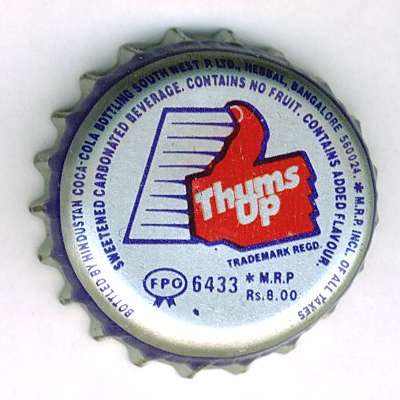 BOTTLED BY HINDUSTAN COCA-COLA BOTTLING SOUTH WEST P. LTD., HEBBAL, BANGALORE 560024. * M.R.P. INCL. OF ALL TAXES
SWEETENED CARBONATED BEVERAGE. CONTAINS NO FRUIT. CONTAINS ADDED FLAVOUR.
Thums
Up
TRADEMARK REGD.
FPO 6433 * M.R.P
Rs.8.00